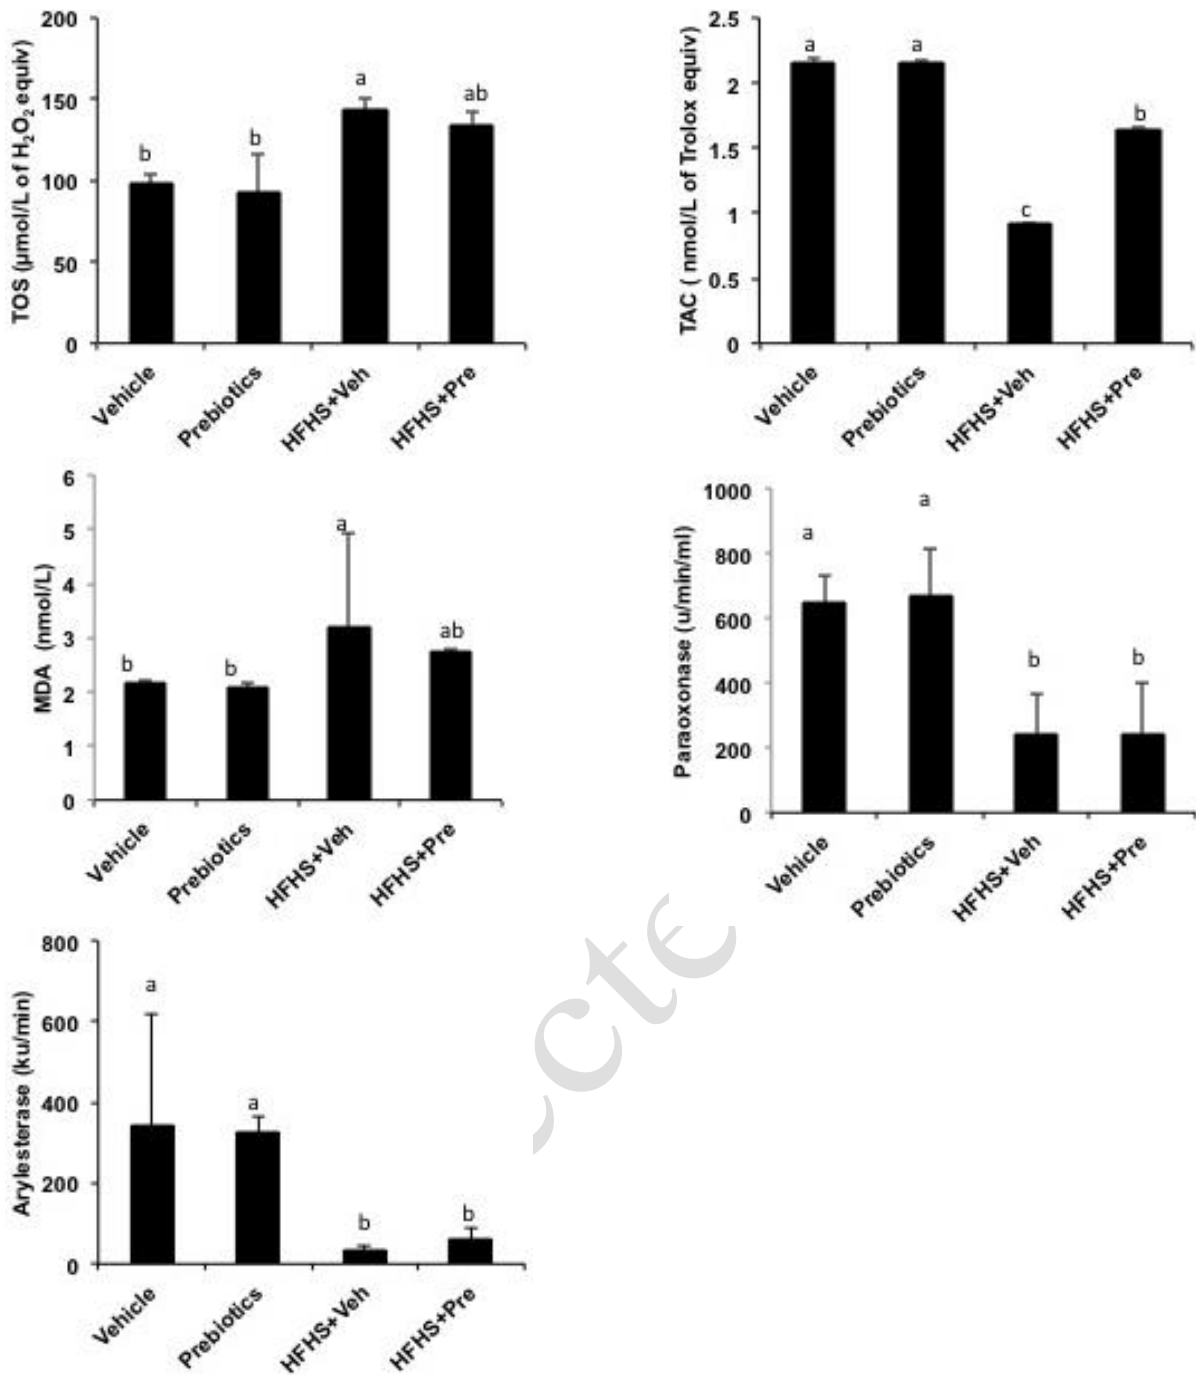 TOS (µmol/L of H₂O₂ equiv)
200
150
100
50
0
b
b
a
ab
Vehicle
Prebiotics
HFHS+Veh
HFHS+Pre
TAC ( nmol/L of Trolox equiv)
2.5
2
1.5
1
0.5
0
a
a
c
b
Vehicle
Prebiotics
HFHS+Veh
HFHS+Pre
MDA (nmol/L)
6
5
4
3
2
1
0
b
b
a
ab
Vehicle
Prebiotics
HFHS+Veh
HFHS+Pre
Paraoxonase (u/min/ml)
1000
800
600
400
200
0
a
a
b
b
Vehicle
Prebiotics
HFHS+Veh
HFHS+Pre
Arylesterase (ku/min)
800
600
400
200
0
a
a
b
b
Vehicle
Prebiotics
HFHS+Veh
HFHS+Pre